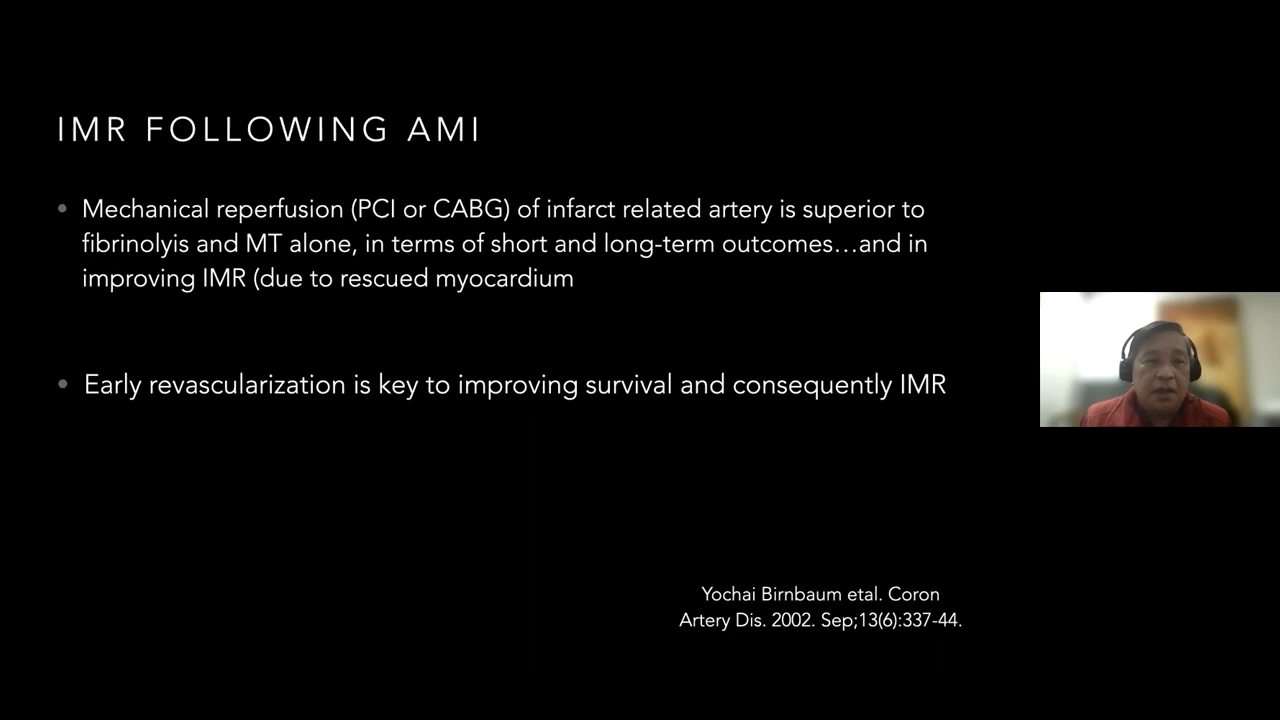 IMR FOLLOWING AMI
• Mechanical reperfusion (PCI or CABG) of infarct related artery is superior to
fibrinolyis and MT alone, in terms of short and long-term outcomes…and in
improving IMR (due to rescued myocardium
• Early revascularization is key to improving survival and consequently IMR
Yochai Birnbaum etal. Coron
Artery Dis. 2002. Sep;13(6):337-44.